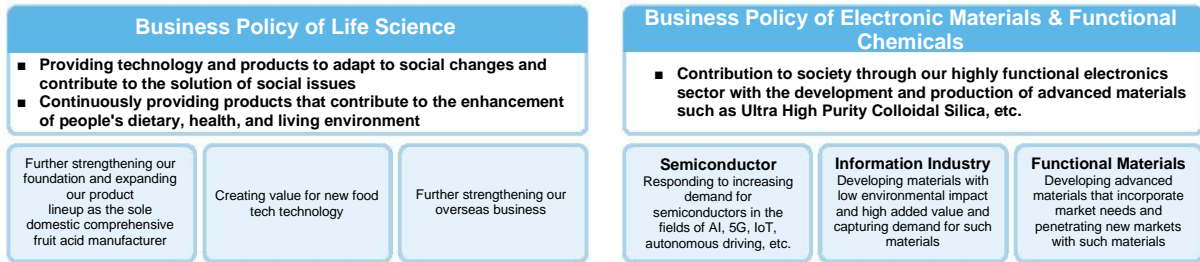 Business Policy of Life Science
■ Providing technology and products to adapt to social changes and
contribute to the solution of social issues
■ Continuously providing products that contribute to the enhancement
of people's dietary, health, and living environment
Further strengthening our
foundation and expanding
our product
lineup as the sole
domestic comprehensive
fruit acid manufacturer
Creating value for new food
tech technology
Further strengthening our
overseas business
Business Policy of Electronic Materials & Functional
Chemicals
■ Contribution to society through our highly functional electronics
sector with the development and production of advanced materials
such as Ultra High Purity Colloidal Silica, etc.
Semiconductor
Responding to increasing
demand for
semiconductors in the
fields of AI, 5G, IoT,
autonomous driving, etc.
Information Industry
Developing materials with
low environmental impact
and high added value and
capturing demand for such
materials
Functional Materials
Developing advanced
materials that incorporate
market needs and
penetrating new markets
with such materials